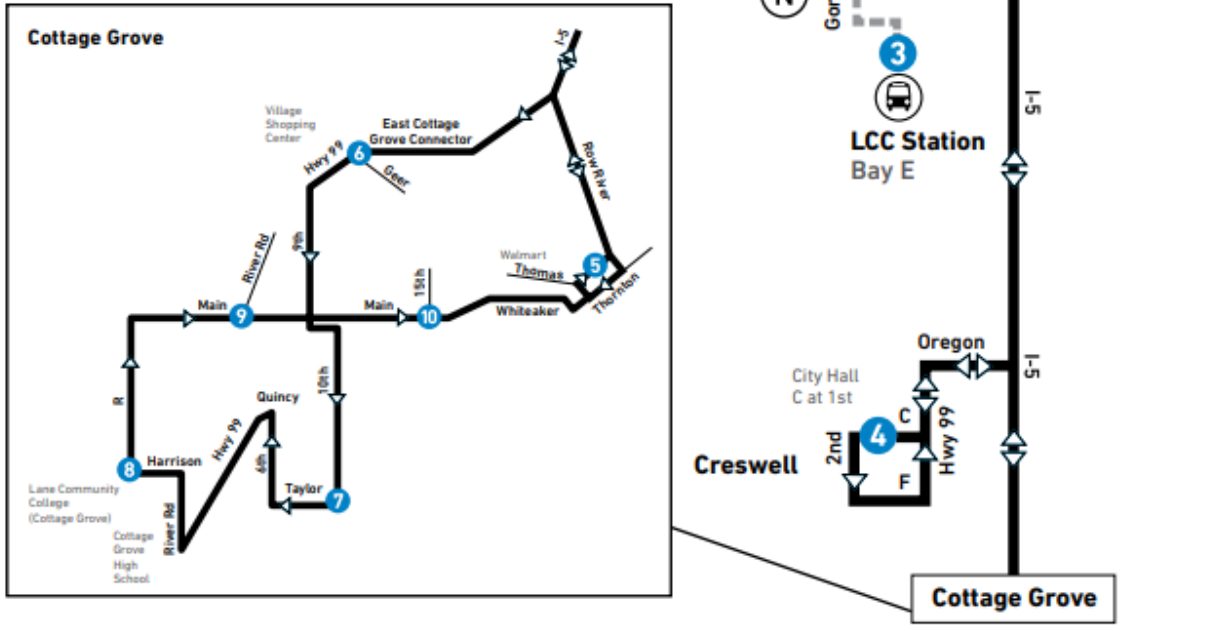 Cottage Grove
I-5
Village
Shopping
Center
East Cottage
Grove Connector
Hwy 99
6
Geer
Row River
9th
River Rd
Walmart
Thomas
5
Thornton
15th
Main
9
Main
10
Whiteaker
R
10th
Quincy
Hwy 99
6th
8
Harrison
Taylor
7
Lane Community
College
(Cottage Grove)
River Rd
Cottage
Grove
High
School
N
Gor
3
LCC Station
Bay E
I-5
Oregon
I-5
City Hall
C at 1st
4
C
2nd
Hwy 99
Creswell
F
Cottage Grove